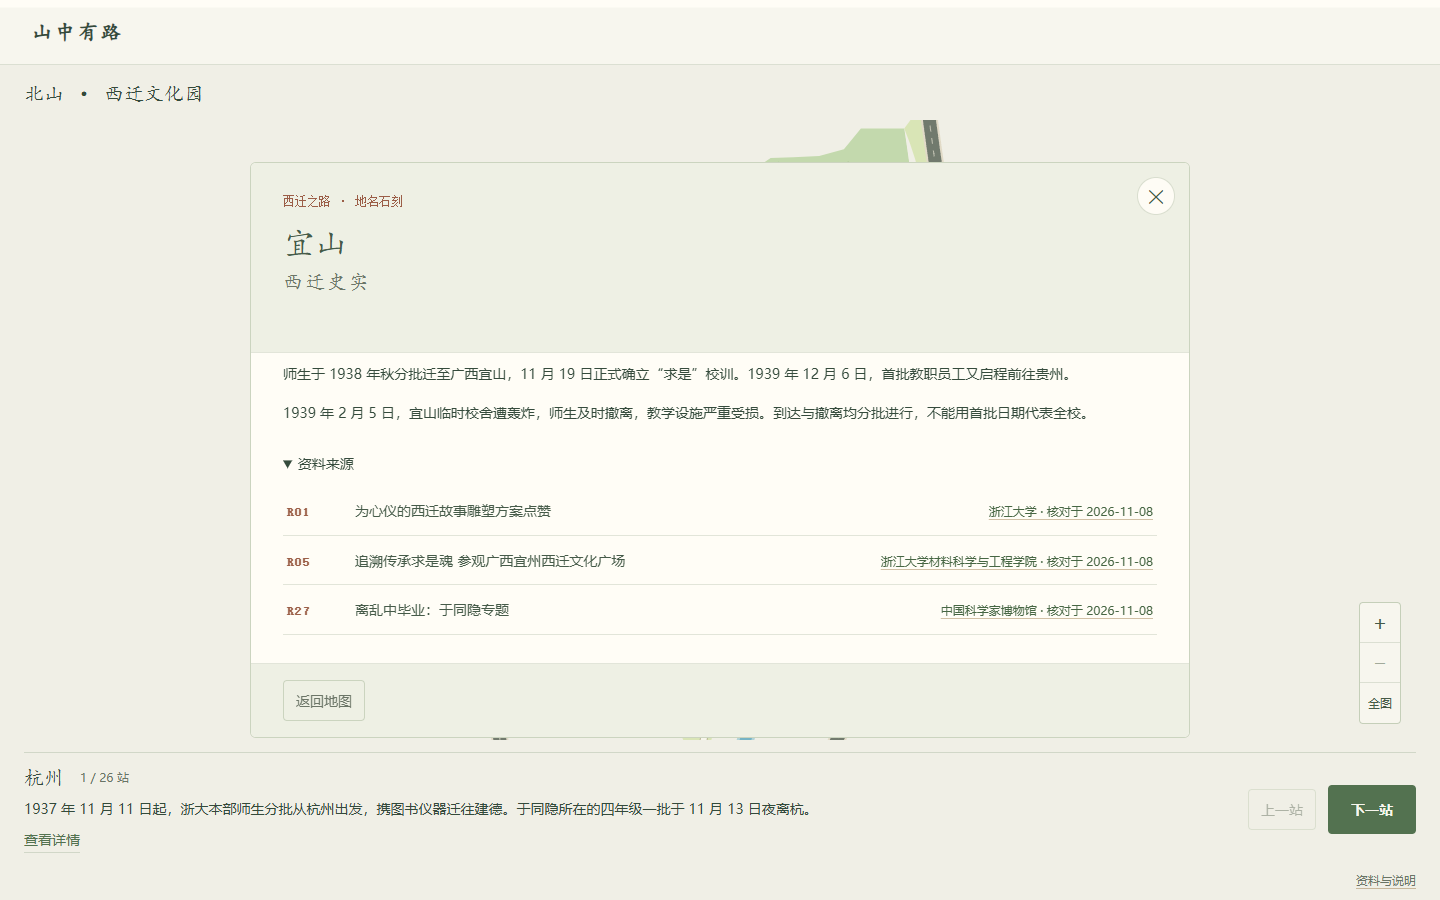 山中有路
北山 • 西迁文化园
西迁之路 · 地名石刻
宜山
西迁史实
师生于 1938 年秋分批迁至广西宜山，11 月 19 日正式确立“求是”校训。1939 年 12 月 6 日，首批教职员工又启程前往贵州。
1939 年 2 月 5 日，宜山临时校舍遭轰炸，师生及时撤离，教学设施严重受损。到达与撤离均分批进行，不能用首批日期代表全校。
▼ 资料来源
R01 为心仪的西迁故事雕塑方案点赞 浙江大学 · 核对于 2026-11-08
R05 追溯传承求是魂 参观广西宜州西迁文化广场 浙江大学材料科学与工程学院 · 核对于 2026-11-08
R27 离乱中毕业：于同隐专题 中国科学家博物馆 · 核对于 2026-11-08
返回地图
+
−
全图
杭州 1 / 26 站
1937 年 11 月 11 日起，浙大本部师生分批从杭州出发，携图书仪器迁往建德。于同隐所在的四年级一批于 11 月 13 日夜离杭。
查看详情
上一站 下一站
资料与说明